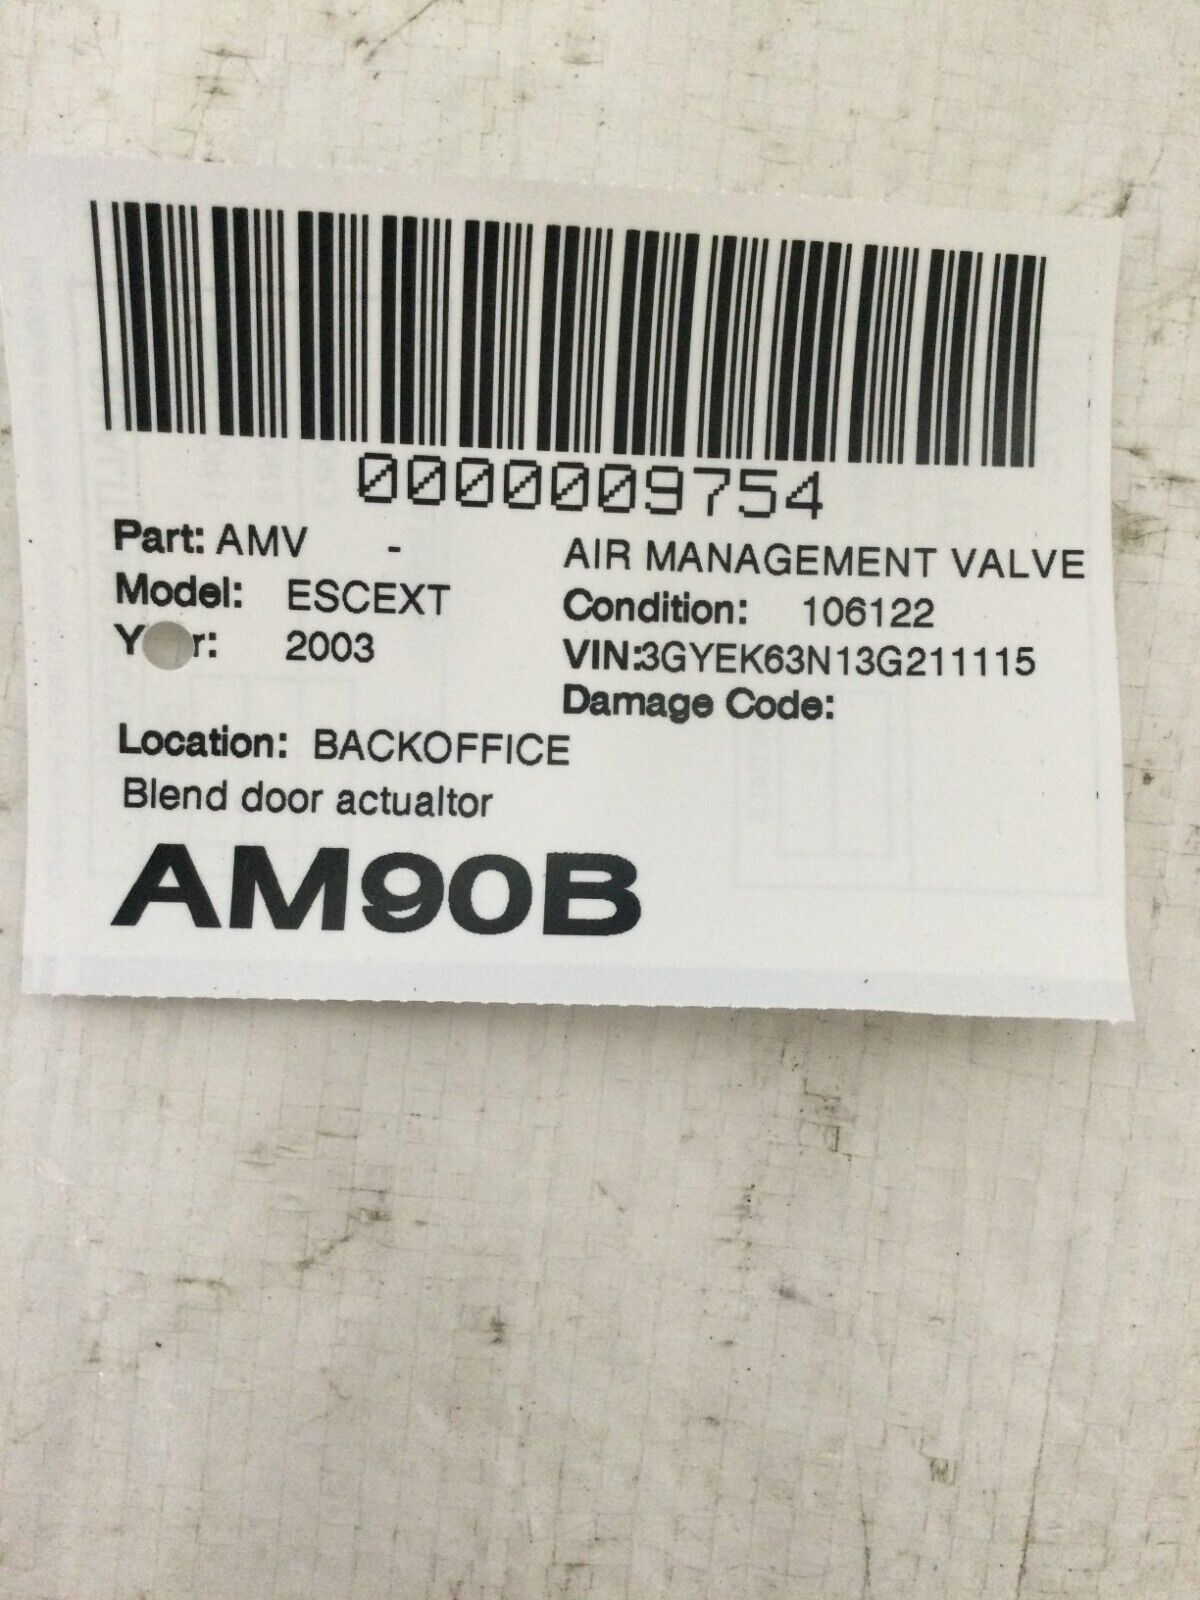 0000009754
Part: AMV - AIR MANAGEMENT VALVE
Model: ESCEXT Condition: 106122
Y r: 2003 VIN:3GYEK63N13G211115
Damage Code:
Location: BACKOFFICE
Blend door actualtor
AM90B